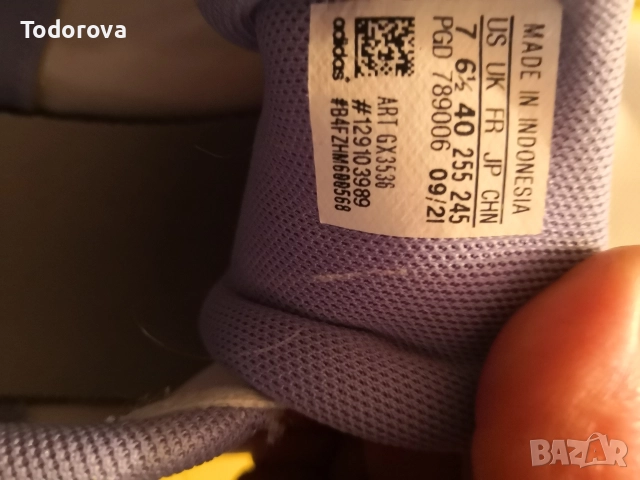 Todorova
MADE IN INDONESIA
US UK FR JP CHN
7 6½ 40 255 245
PGD 789006 09/21
ART GX3536
#129103989
#B4FZHM600568
adidas
BAZAR